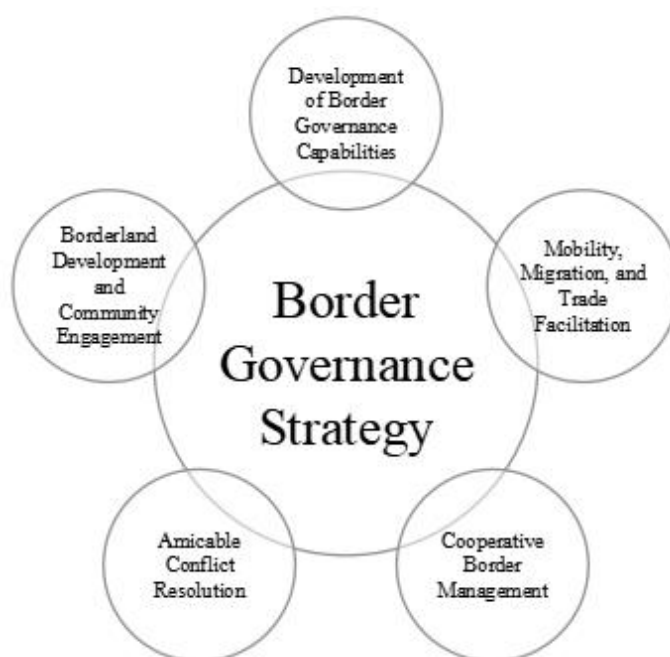 Development
of Border
Governance
Capabilities
Borderland
Development
and
Community
Engagement
Mobility,
Migration, and
Trade
Facilitation
Border
Governance
Strategy
Amicable
Conflict
Resolution
Cooperative
Border
Management